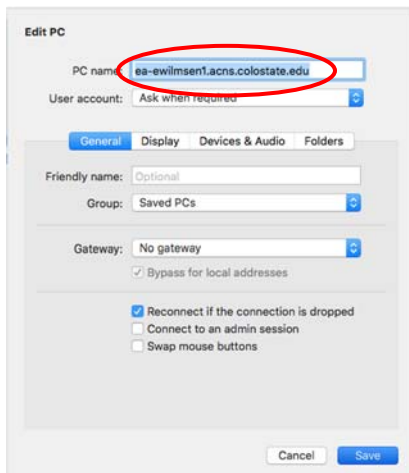 Edit PC
PC name: ea-ewilmsen1.acns.colostate.edu
User account: Ask when required
General Display Devices & Audio Folders
Friendly name: Optional
Group: Saved PCs
Gateway: No gateway
Bypass for local addresses
Reconnect if the connection is dropped
Connect to an admin session
Swap mouse buttons
Cancel Save